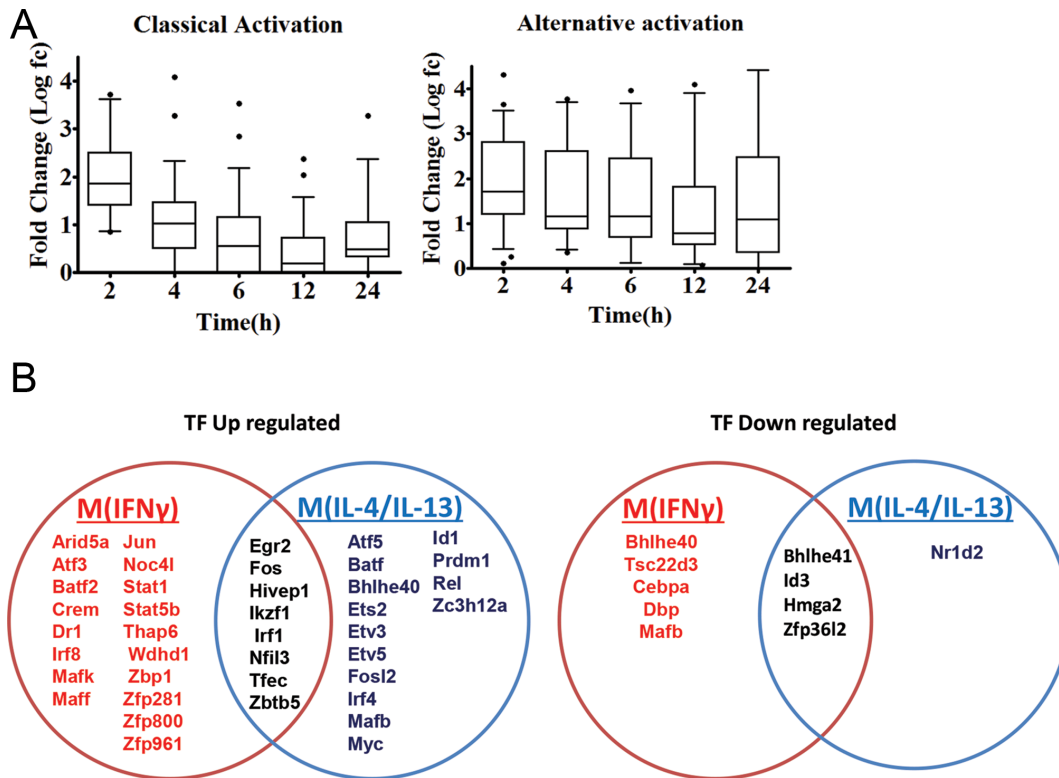 A
Classical Activation
Alternative activation
Fold Change (Log fc)
4
3
2
1
0
2 4 6 12 24
Time(h)
Fold Change (Log fc)
4
3
2
1
0
2 4 6 12 24
Time(h)
B
TF Up regulated
M(IFNγ)
Arid5a Jun
Atf3 Noc4l
Batf2 Stat1
Crem Stat5b
Dr1 Thap6
Irf8 Wdhd1
Mafk Zbp1
Maff Zfp281
Zfp800
Zfp961
Egr2
Fos
Hivep1
Ikzf1
Irf1
Nfil3
Tfec
Zbtb5
M(IL-4/IL-13)
Atf5 Id1
Batf Prdm1
Bhlhe40 Rel
Ets2 Zc3h12a
Etv3
Etv5
Fosl2
Irf4
Mafb
Myc
TF Down regulated
M(IFNγ)
Bhlhe40
Tsc22d3
Cebpa
Dbp
Mafb
Bhlhe41
Id3
Hmga2
Zfp36l2
M(IL-4/IL-13)
Nr1d2